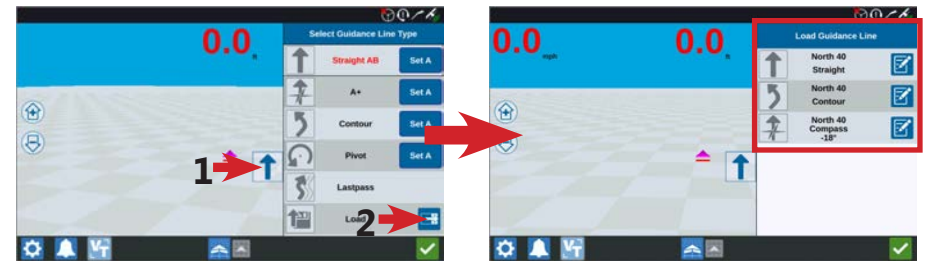 0.0
ft
Select Guidance Line Type
Straight AB
Set A
A+
Set A
Contour
Set A
Pivot
Set A
Lastpass
Load
1
2
VT
0.0
mph
0.0
ft
Load Guidance Line
North 40
Straight
North 40
Contour
North 40
Compass
-18°
VT